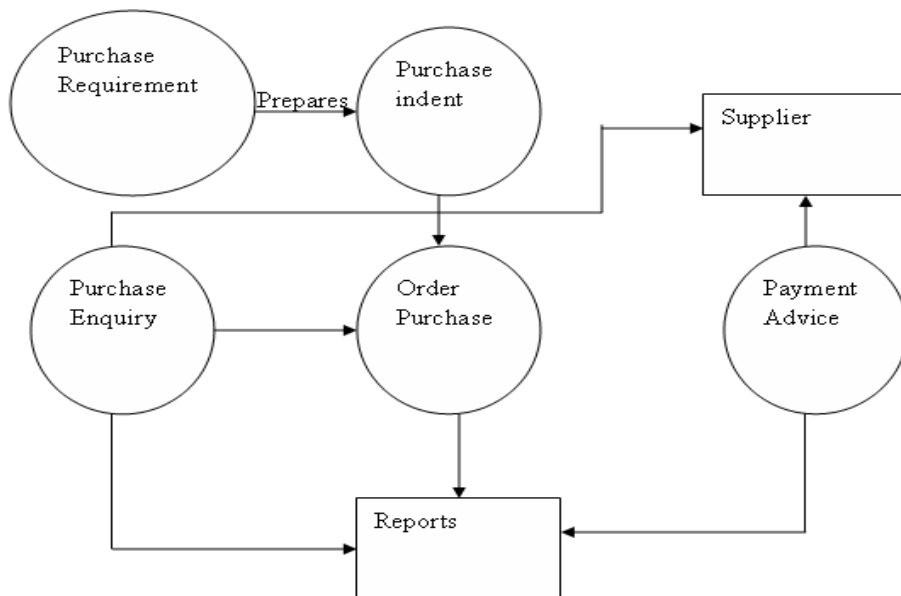 Purchase
Requirement
Prepares
Purchase
indent
Supplier
Purchase
Enquiry
Order
Purchase
Payment
Advice
Reports